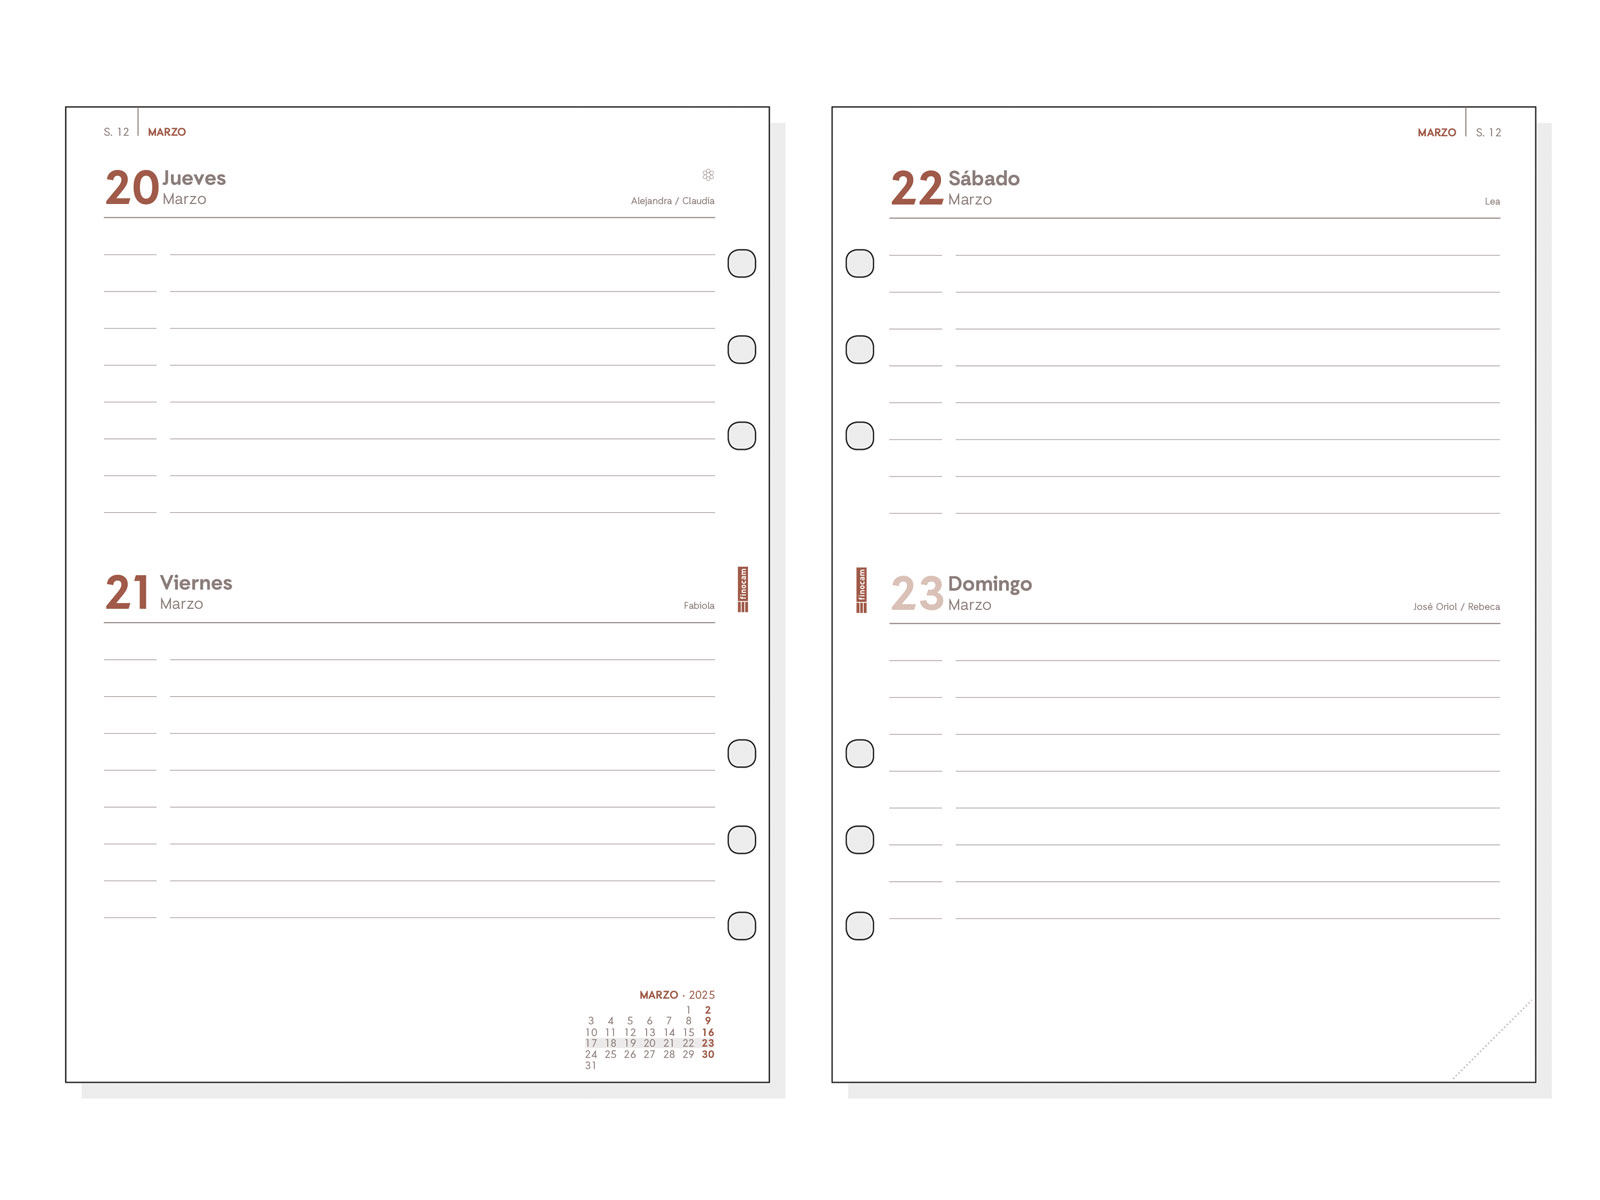 S. 12 MARZO
20 Jueves
Marzo
Alejandra / Claudia
21 Viernes
Marzo
Fabiola
finocam
MARZO · 2025
1 2
3 4 5 6 7 8 9
10 11 12 13 14 15 16
17 18 19 20 21 22 23
24 25 26 27 28 29 30
31
MARZO S. 12
22 Sábado
Marzo
Lea
finocam
23 Domingo
Marzo
José Oriol / Rebeca